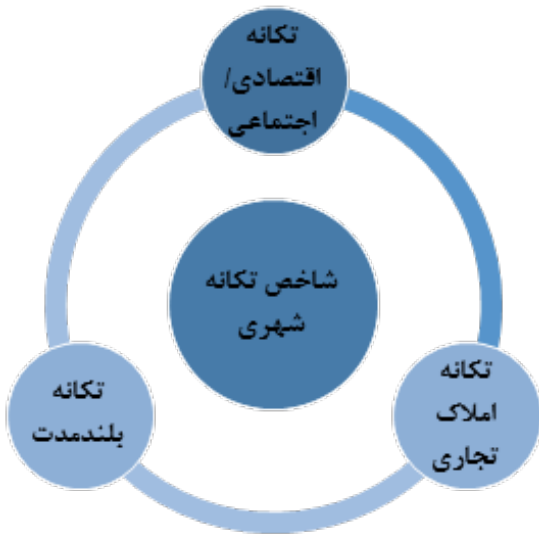 تکانه
اقتصادی/
اجتماعی
شاخص تکانه
شهری
تکانه
املاک
تجاری
تکانه
بلندمدت